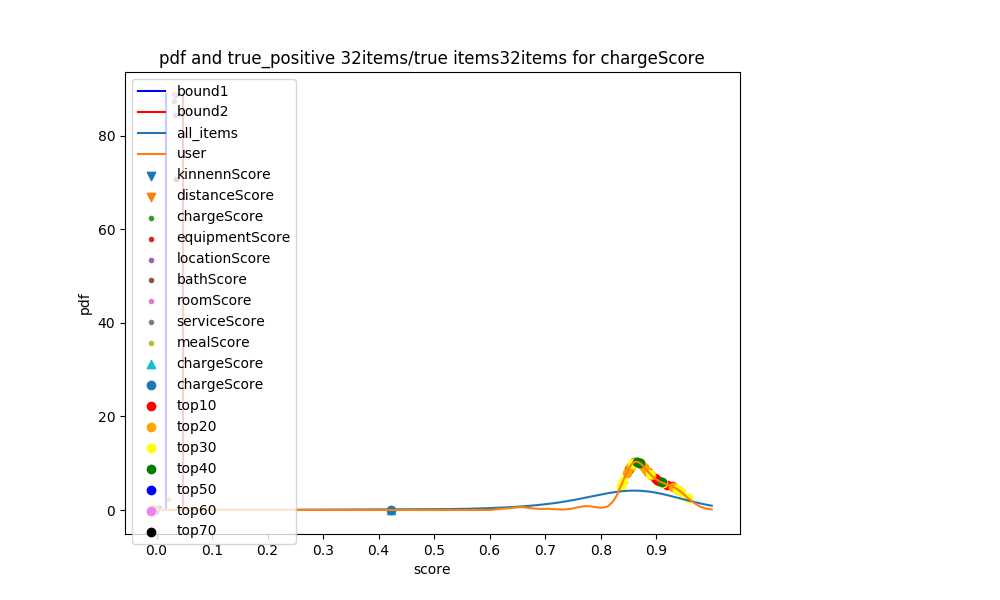 pdf and true_positive 32items/true items32items for chargeScore
bound1
bound2
all_items
user
kinnennScore
distanceScore
chargeScore
equipmentScore
locationScore
bathScore
roomScore
serviceScore
mealScore
chargeScore
chargeScore
top10
top20
top30
top40
top50
top60
top70
80
60
40
20
0
pdf
0.0 0.1 0.2 0.3 0.4 0.5 0.6 0.7 0.8 0.9
score